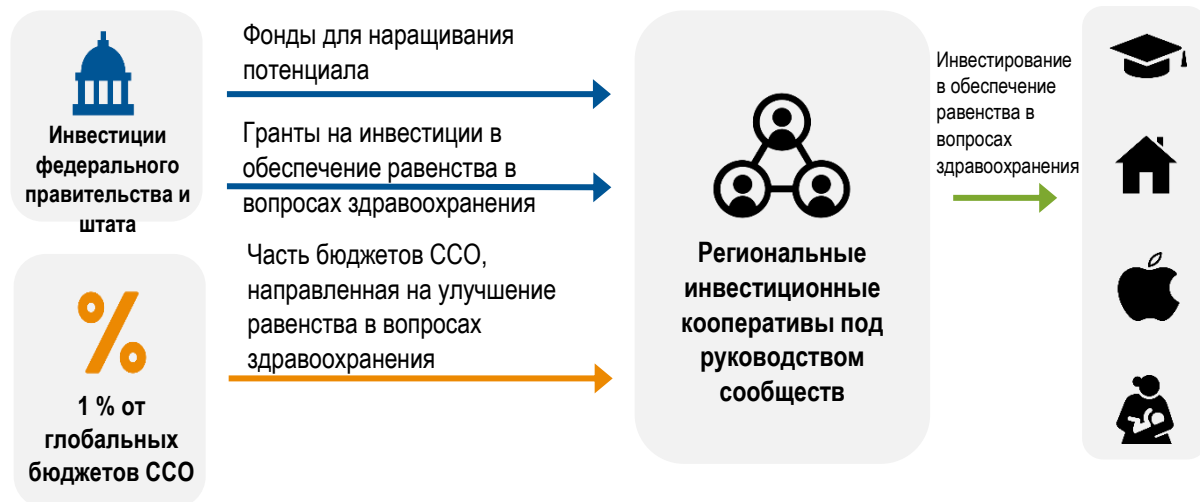 Инвестиции
федерального
правительства и
штата
Фонды для наращивания
потенциала
Гранты на инвестиции в
обеспечение равенства в
вопросах здравоохранения
%
1 % от
глобальных
бюджетов CCO
Часть бюджетов CCO,
направленная на улучшение
равенства в вопросах
здравоохранения
Региональные
инвестиционные
кооперативы под
руководством
сообществ
Инвестирование
в обеспечение
равенства в
вопросах
здравоохранения